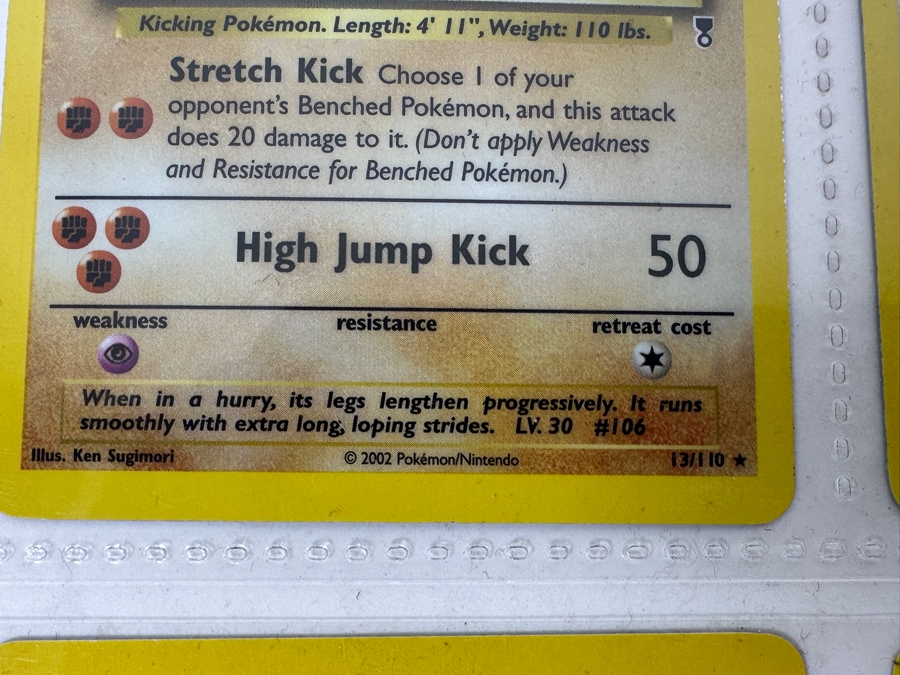 Kicking Pokémon. Length: 4' 11", Weight: 110 lbs.
Stretch Kick Choose 1 of your
opponent's Benched Pokémon, and this attack
does 20 damage to it. (Don't apply Weakness
and Resistance for Benched Pokémon.)
High Jump Kick 50
weakness resistance retreat cost
When in a hurry, its legs lengthen progressively. It runs
smoothly with extra long, loping strides. LV. 30 #106
Illus. Ken Sugimori © 2002 Pokémon/Nintendo 13/110 ★